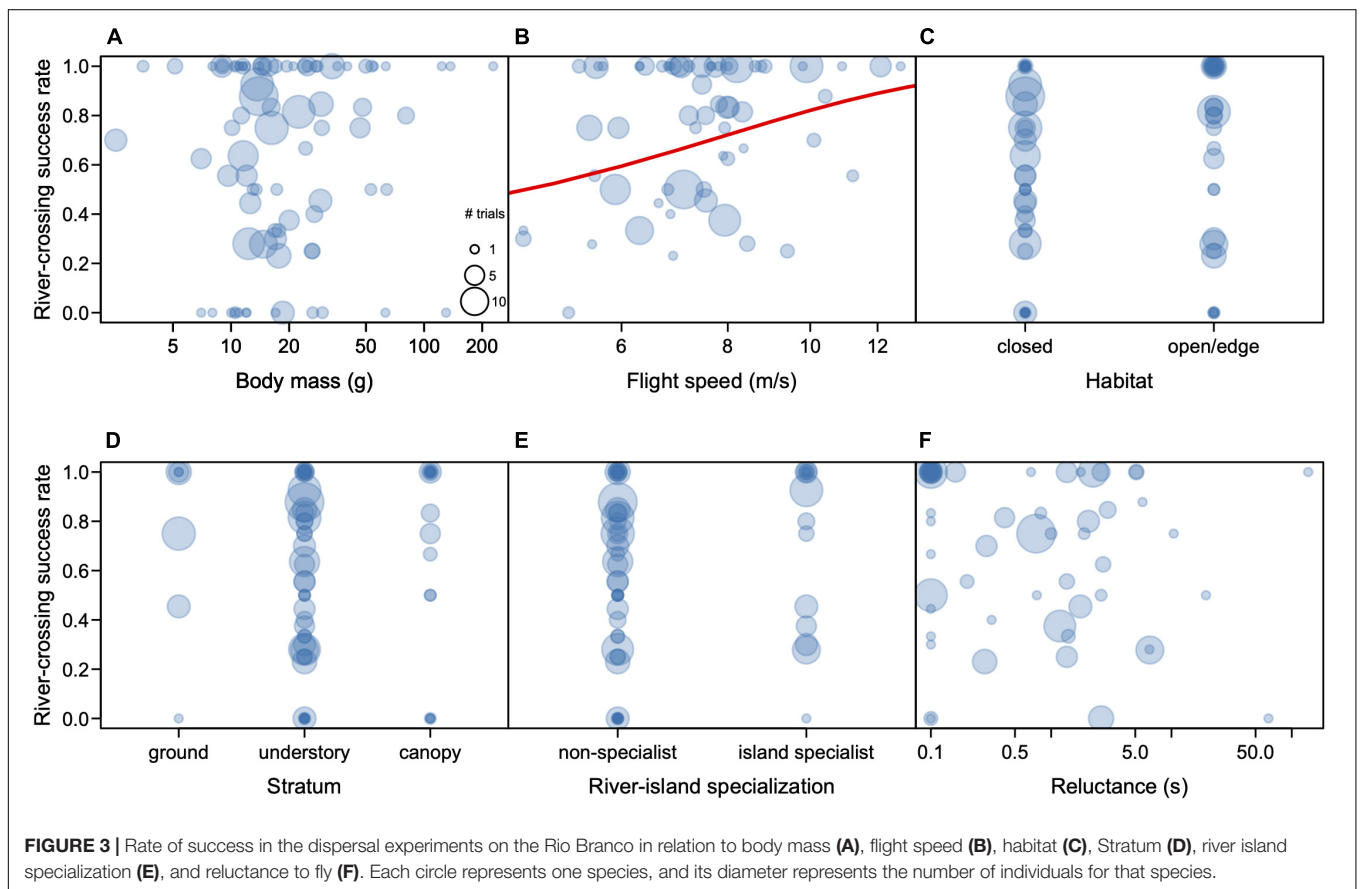 A
B
C
River-crossing success rate
1.0
0.8
0.6
0.4
0.2
0.0
# trials
1
5
10
5 10 20 50 100 200
6 8 10 12
closed open/edge
Body mass (g)
Flight speed (m/s)
Habitat
D
E
F
River-crossing success rate
1.0
0.8
0.6
0.4
0.2
0.0
ground understory canopy
non-specialist island specialist
0.1 0.5 5.0 50.0
Stratum
River-island specialization
Reluctance (s)
FIGURE 3 | Rate of success in the dispersal experiments on the Rio Branco in relation to body mass (A), flight speed (B), habitat (C), Stratum (D), river island
specialization (E), and reluctance to fly (F). Each circle represents one species, and its diameter represents the number of individuals for that species.